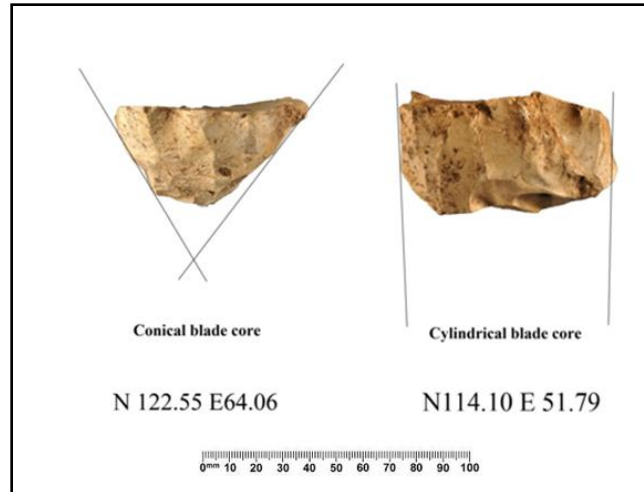 Conical blade core
Cylindrical blade core
N 122.55 E64.06
N114.10 E 51.79
0mm 10 20 30 40 50 60 70 80 90 100